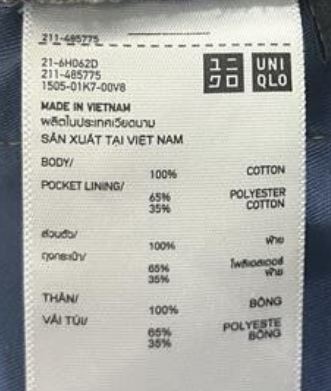 211-485775
21-6H062D
211-485775
1505-01K7-00V8
ユニ
クロ
UNI
QLO
MADE IN VIETNAM
ผลิตในประเทศเวียดนาม
SẢN XUẤT TẠI VIỆT NAM
BODY/
100% COTTON
POCKET LINING/
65% POLYESTER
35% COTTON
ส่วนตัว/
100% ฝ้าย
ถุงกระเป๋า/
65% โพลีเอสเตอร์
35% ฝ้าย
THÂN/
100% BÔNG
VẢI TÚI/
65% POLYESTE
35% BÔNG